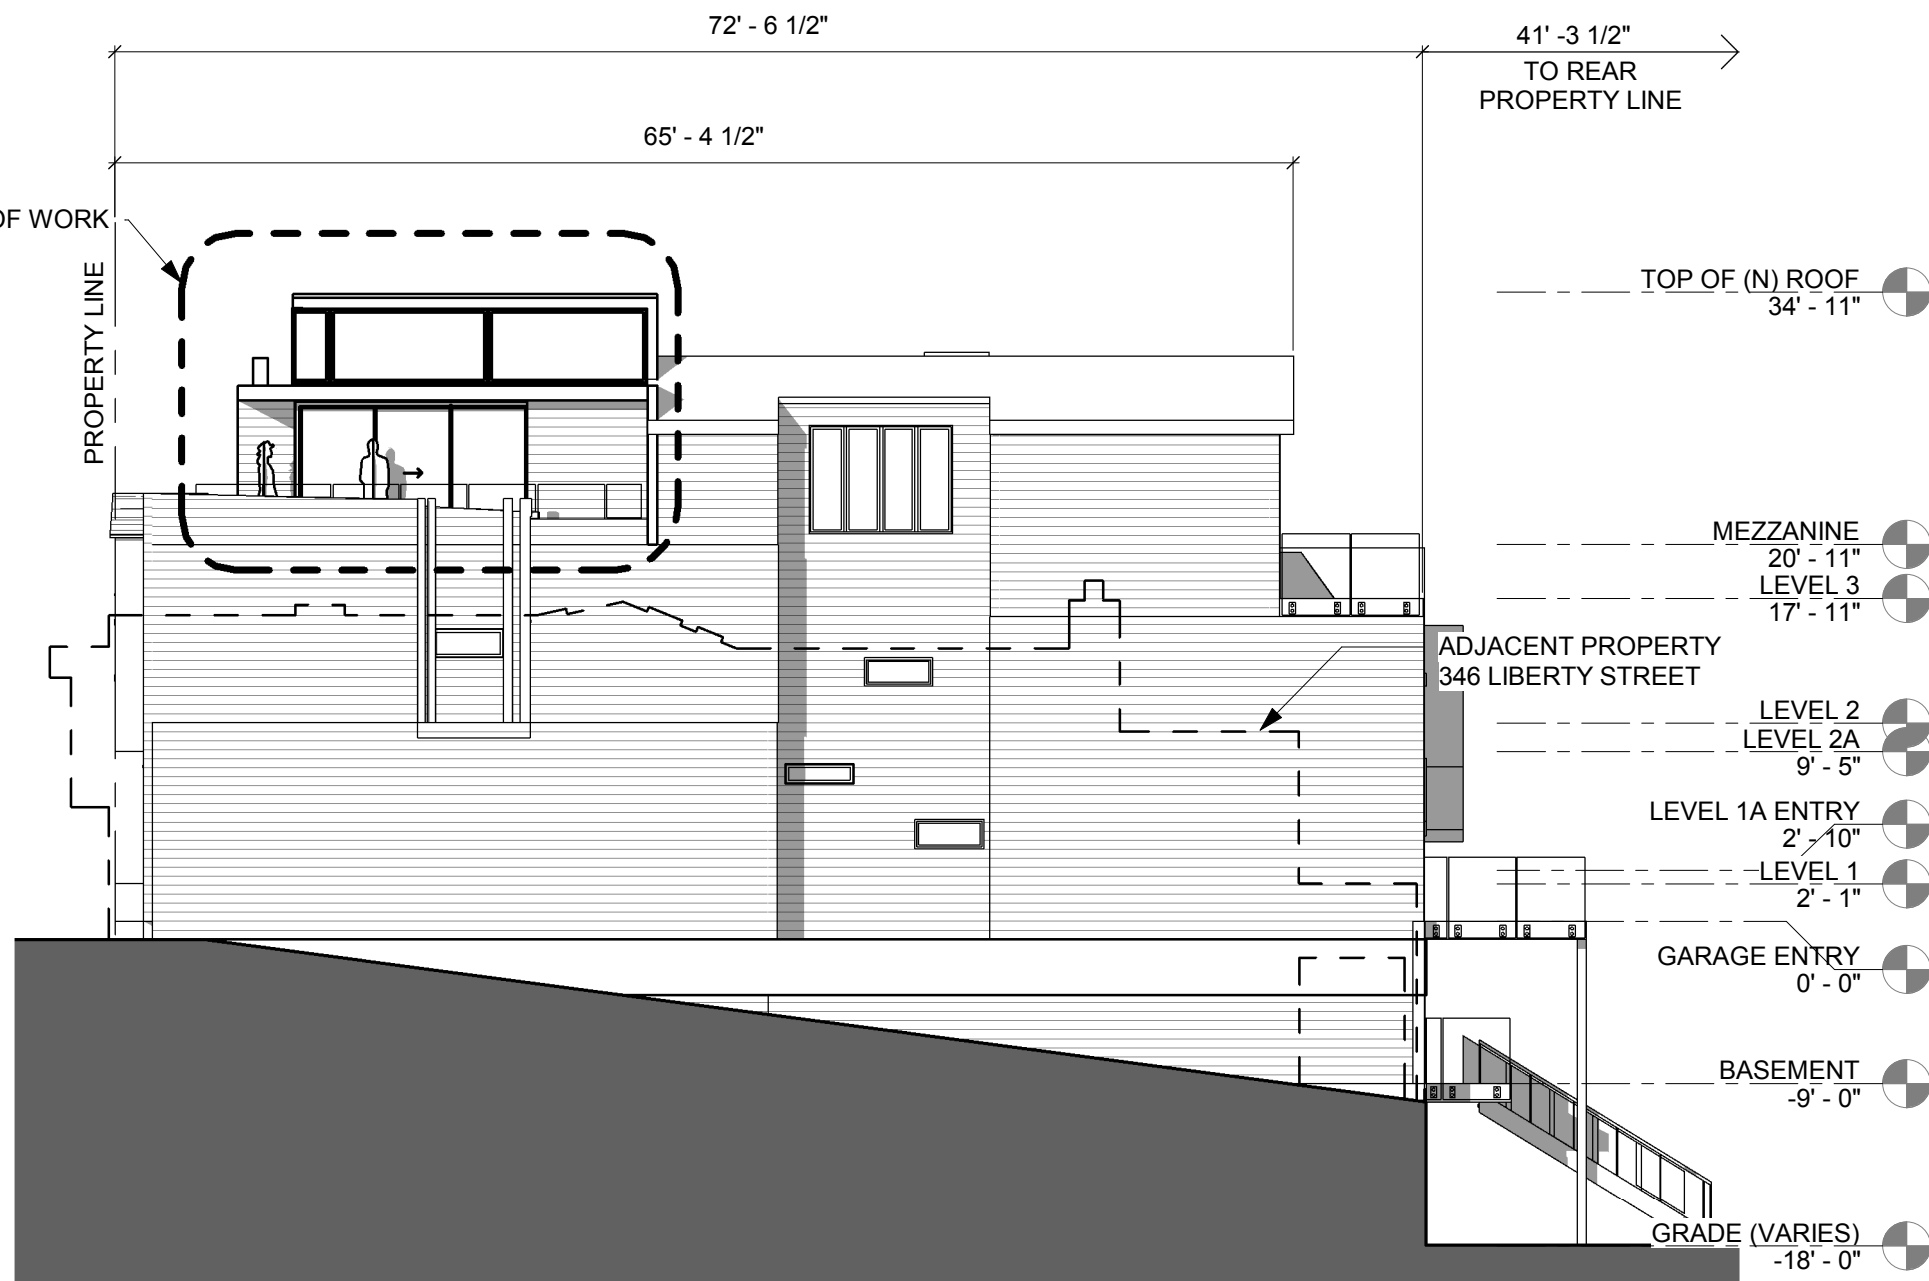 72' - 6 1/2"
41' -3 1/2"
TO REAR
PROPERTY LINE
65' - 4 1/2"
OF WORK
PROPERTY LINE
TOP OF (N) ROOF
34' - 11"
MEZZANINE
20' - 11"
LEVEL 3
17' - 11"
ADJACENT PROPERTY
346 LIBERTY STREET
LEVEL 2
LEVEL 2A
9' - 5"
LEVEL 1A ENTRY
2' - 10"
LEVEL 1
2' - 1"
GARAGE ENTRY
0' - 0"
BASEMENT
-9' - 0"
GRADE (VARIES)
-18' - 0"